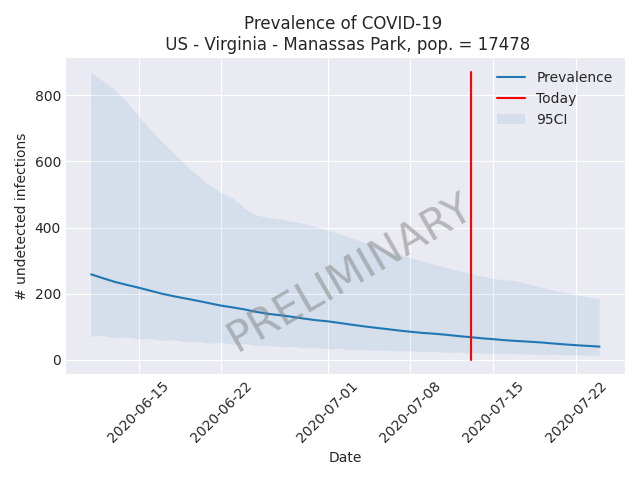 Prevalence of COVID-19
US - Virginia - Manassas Park, pop. = 17478
# undetected infections
800
600
400
200
0
Prevalence
Today
95CI
PRELIMINARY
2020-06-15
2020-06-22
2020-07-01
2020-07-08
2020-07-15
2020-07-22
Date